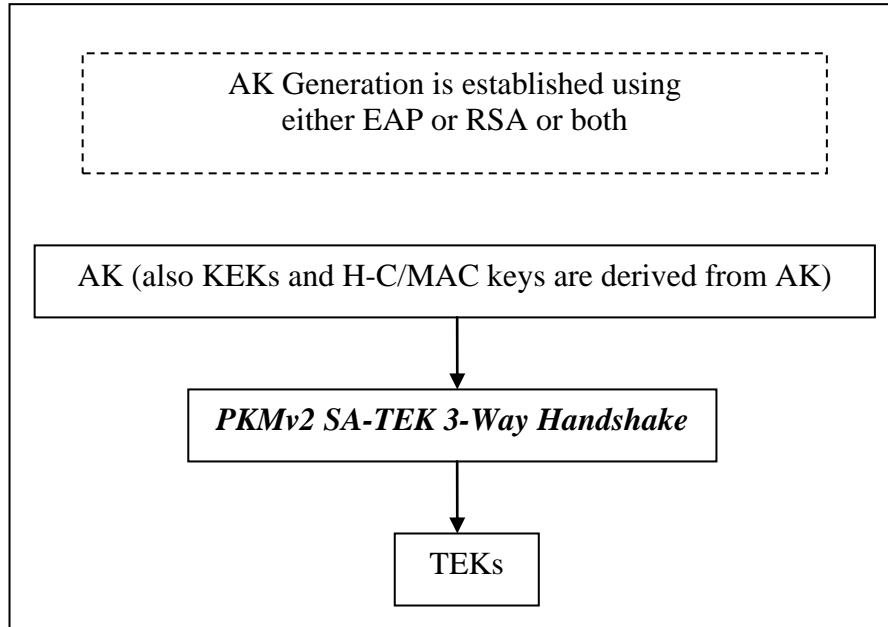 AK Generation is established using
either EAP or RSA or both
AK (also KEKs and H-C/MAC keys are derived from AK)
PKMv2 SA-TEK 3-Way Handshake
TEKs